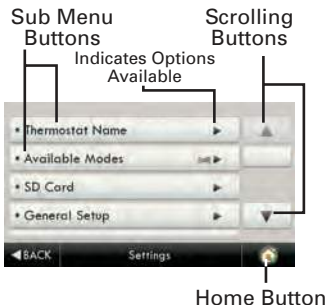 Sub Menu Buttons
Scrolling Buttons
Indicates Options Available
• Thermostat Name
• Available Modes
• SD Card
• General Setup
BACK
Settings
Home Button